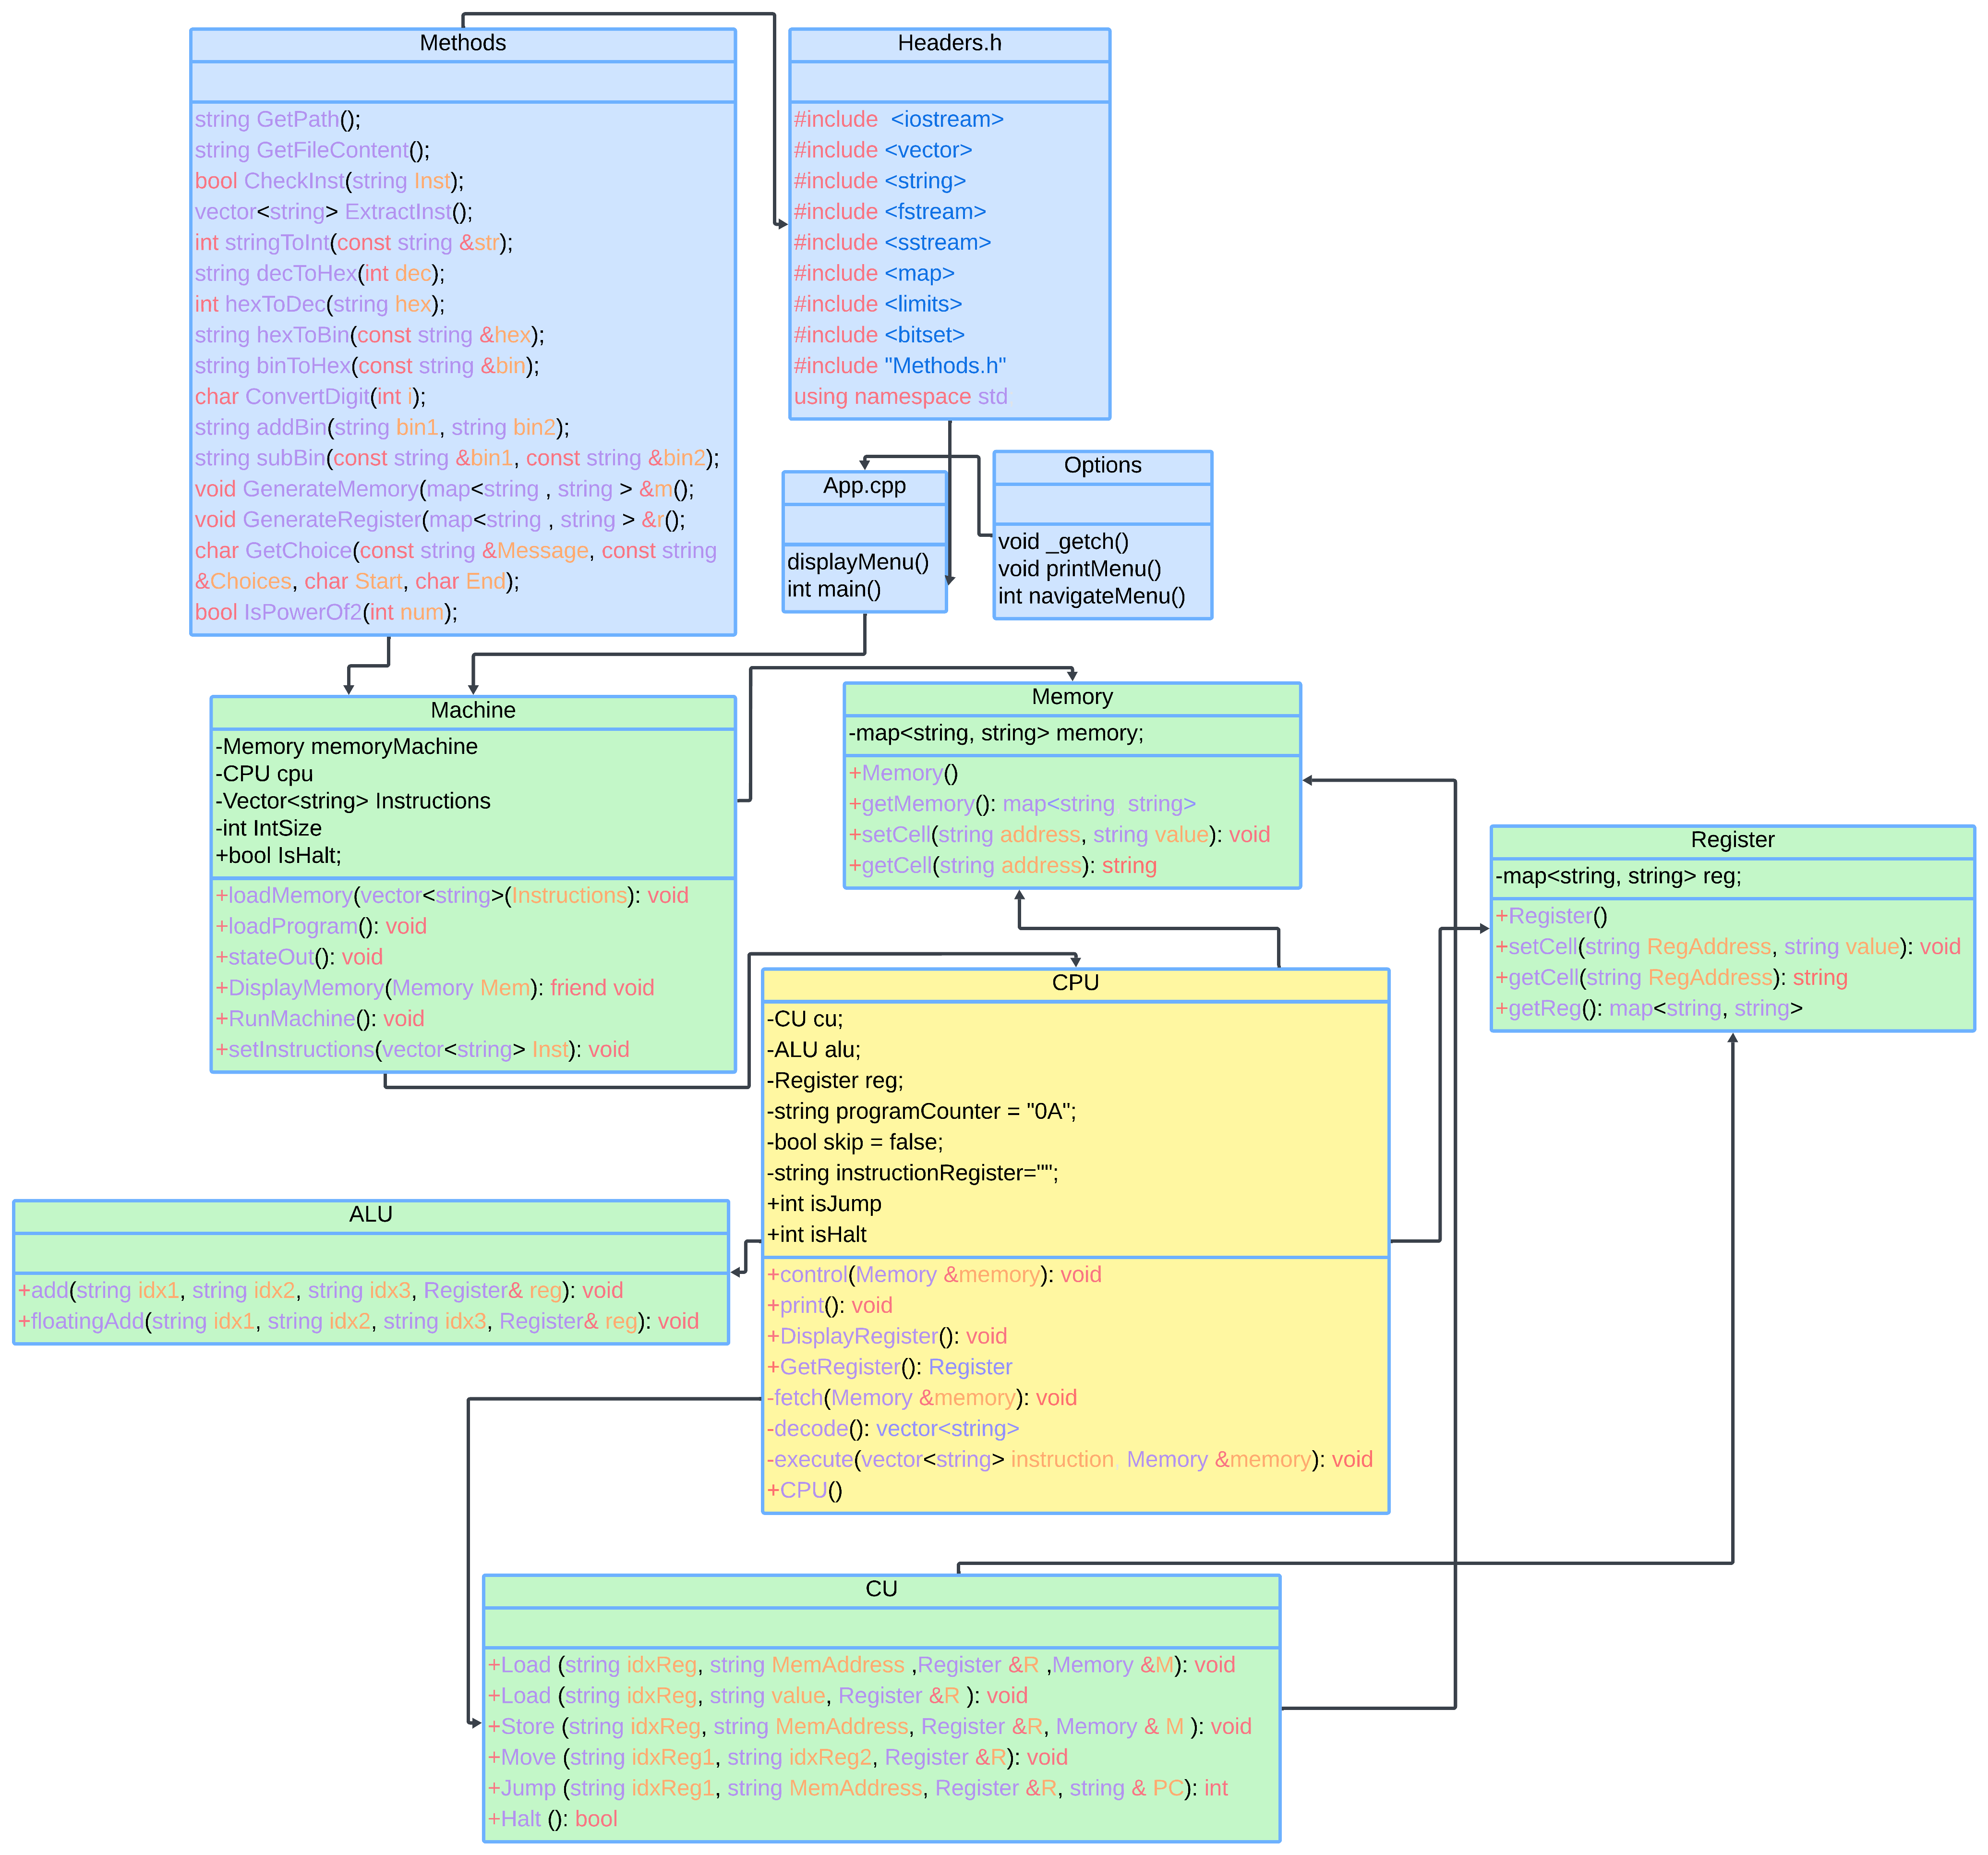 Methods
string GetPath();
string GetFileContent();
bool CheckInst(string Inst);
vector<string> ExtractInst();
int stringToInt(const string &str);
string decToHex(int dec);
int hexToDec(string hex);
string hexToBin(const string &hex);
string binToHex(const string &bin);
char ConvertDigit(int i);
string addBin(string bin1, string bin2);
string subBin(const string &bin1, const string &bin2);
void GenerateMemory(map<string , string > &m();
void GenerateRegister(map<string , string > &r();
char GetChoice(const string &Message, const string
&Choices, char Start, char End);
bool IsPowerOf2(int num);
Headers.h
#include  <iostream>
#include <vector>
#include <string>
#include <fstream>
#include <sstream>
#include <map>
#include <limits>
#include <bitset>
#include "Methods.h"
using namespace std
App.cpp
displayMenu()
int main()
Options
void _getch()
void printMenu()
int navigateMenu()
Machine
-Memory memoryMachine
-CPU cpu
-Vector<string> Instructions
-int IntSize
+bool IsHalt;
+loadMemory(vector<string>(Instructions): void
+loadProgram(): void
+stateOut(): void
+DisplayMemory(Memory Mem): friend void
+RunMachine(): void
+setInstructions(vector<string> Inst): void
Memory
-map<string, string> memory;
+Memory()
+getMemory(): map<string  string>
+setCell(string address, string value): void
+getCell(string address): string
Register
-map<string, string> reg;
+Register()
+setCell(string RegAddress, string value): void
+getCell(string RegAddress): string
+getReg(): map<string, string>
CPU
-CU cu;
-ALU alu;
-Register reg;
-string programCounter = "0A";
-bool skip = false;
-string instructionRegister="";
+int isJump
+int isHalt
+control(Memory &memory): void
+print(): void
+DisplayRegister(): void
+GetRegister(): Register
-fetch(Memory &memory): void
-decode(): vector<string>
-execute(vector<string> instruction, Memory &memory): void
+CPU()
ALU
+add(string idx1, string idx2, string idx3, Register& reg): void
+floatingAdd(string idx1, string idx2, string idx3, Register& reg): void
CU
+Load (string idxReg, string MemAddress ,Register &R ,Memory &M): void
+Load (string idxReg, string value, Register &R ): void
+Store (string idxReg, string MemAddress, Register &R, Memory & M ): void
+Move (string idxReg1, string idxReg2, Register &R): void
+Jump (string idxReg1, string MemAddress, Register &R, string & PC): int
+Halt (): bool